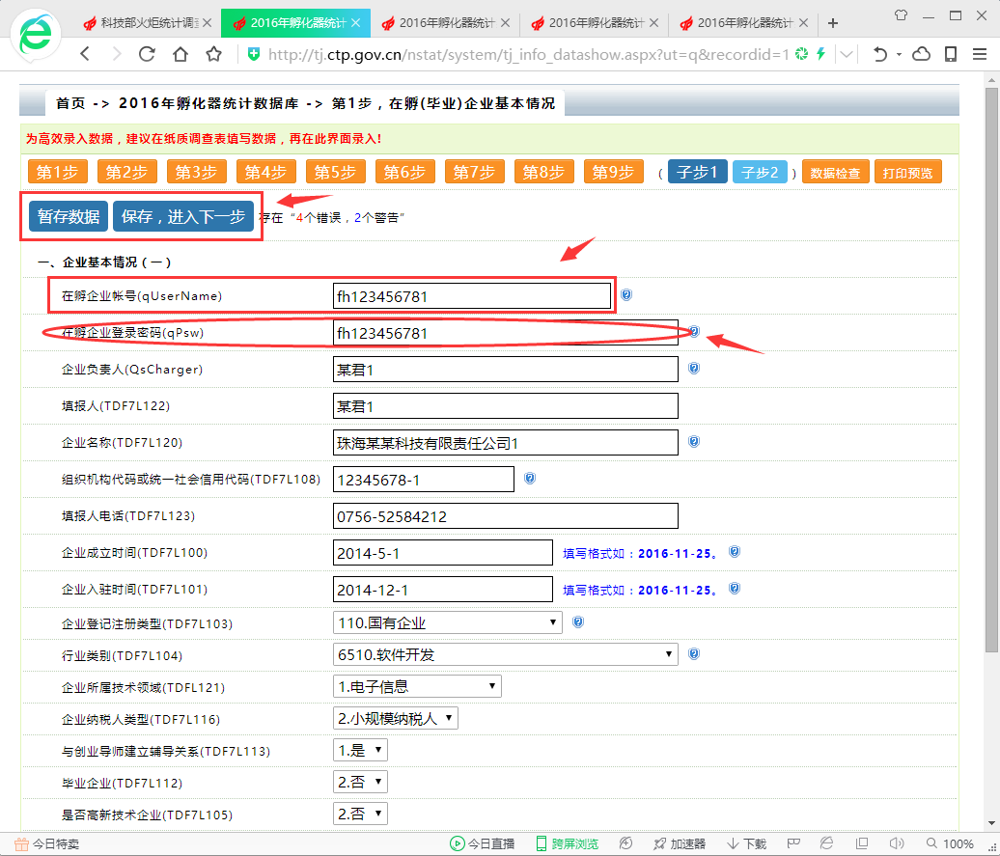 科技部火炬统计调查 2016年孵化器统计 2016年孵化器统计 2016年孵化器统计 2016年孵化器统计
http://tj.ctp.gov.cn/nstat/system/tj_info_datashow.aspx?ut=q&recordid=1
首页 -> 2016年孵化器统计数据库 -> 第1步，在孵(毕业)企业基本情况
为高效录入数据，建议在纸质调查表填写数据，再在此界面录入!
第1步 第2步 第3步 第4步 第5步 第6步 第7步 第8步 第9步 ( 子步1 子步2 ) 数据检查 打印预览
暂存数据 保存，进入下一步 存在 “4个错误，2个警告”
一、企业基本情况（一）
在孵企业帐号(qUserName) fh123456781
在孵企业登录密码(qPsw) fh123456781
企业负责人(QsCharger) 某君1
填报人(TDF7L122) 某君1
企业名称(TDF7L120) 珠海某某科技有限责任公司1
组织机构代码或统一社会信用代码(TDF7L108) 12345678-1
填报人电话(TDF7L123) 0756-52584212
企业成立时间(TDF7L100) 2014-5-1 填写格式如：2016-11-25。
企业入驻时间(TDF7L101) 2014-12-1 填写格式如：2016-11-25。
企业登记注册类型(TDF7L103) 110.国有企业
行业类别(TDF7L104) 6510.软件开发
企业所属技术领域(TDFL121) 1.电子信息
企业纳税人类型(TDF7L116) 2.小规模纳税人
与创业导师建立辅导关系(TDF7L113) 1.是
毕业企业(TDF7L112) 2.否
是否高新技术企业(TDF7L105) 2.否
今日特卖 今日直播 跨屏浏览 加速器 下载 100%